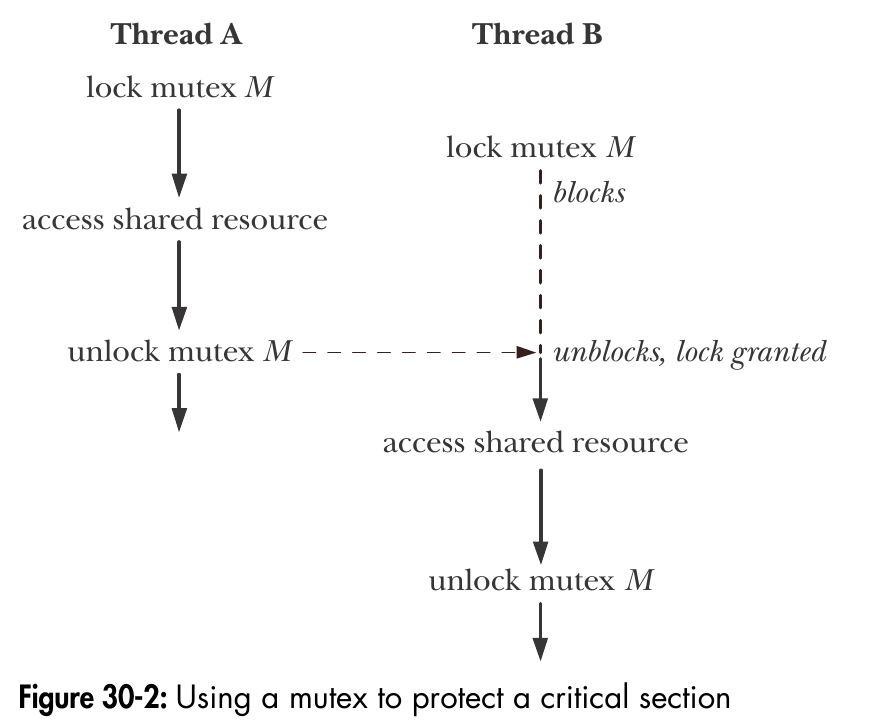 Thread A
Thread B
lock mutex M
lock mutex M
blocks
access shared resource
unlock mutex M
unblocks, lock granted
access shared resource
unlock mutex M
Figure 30-2: Using a mutex to protect a critical section